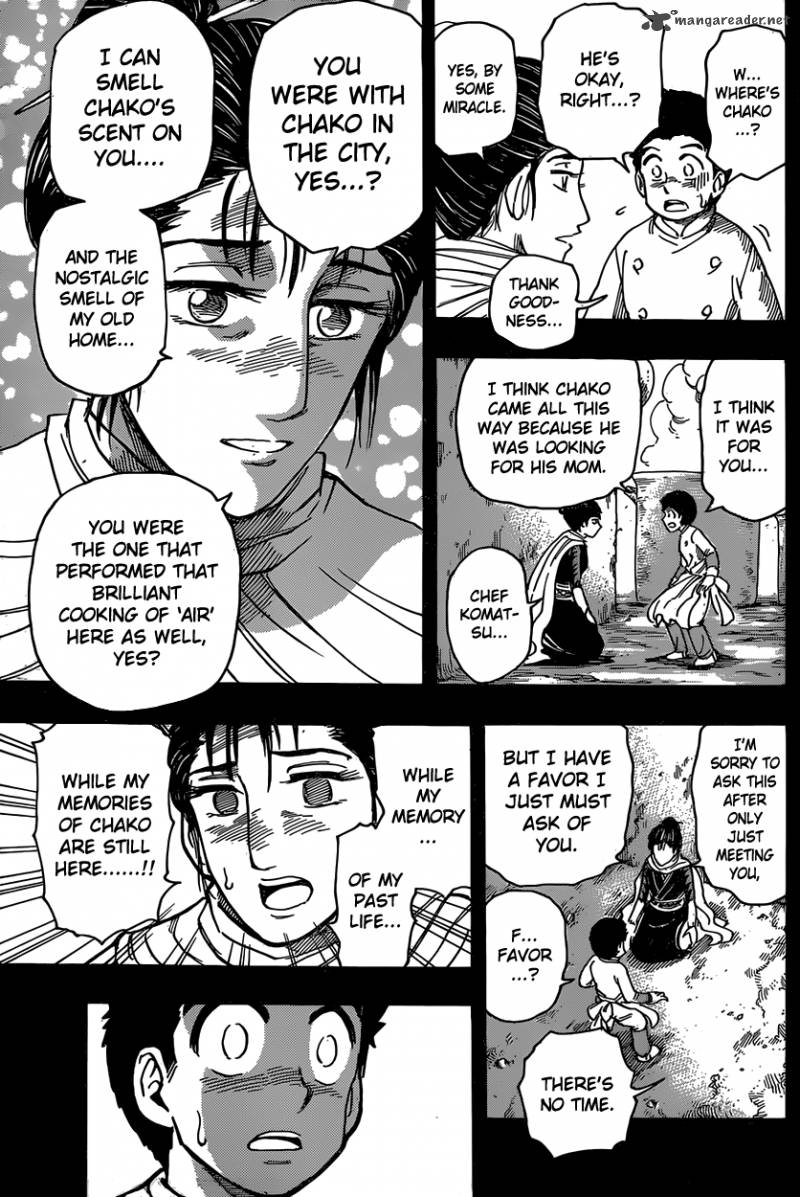 mangareader.net
W...
WHERE'S
CHAKO
...?
HE'S
OKAY,
RIGHT...?
YES, BY
SOME
MIRACLE.
THANK
GOOD-
NESS...
YOU
WERE WITH
CHAKO IN
THE CITY,
YES...?
I CAN
SMELL
CHAKO'S
SCENT ON
YOU....
AND THE
NOSTALGIC
SMELL OF
MY OLD
HOME...
YOU WERE
THE ONE THAT
PERFORMED THAT
BRILLIANT
COOKING OF 'AIR'
HERE AS WELL,
YES?
I THINK
IT WAS
FOR
YOU...
I THINK CHAKO
CAME ALL THIS
WAY BECAUSE HE
WAS LOOKING
FOR HIS MOM.
CHEF
KOMAT-
SU...
I'M
SORRY TO
ASK THIS
AFTER
ONLY
JUST
MEETING
YOU,
BUT I HAVE
A FAVOR I
JUST MUST
ASK OF
YOU.
F...
FAVOR
...?
THERE'S
NO TIME.
WHILE
MY
MEMORY
...
OF MY
PAST
LIFE...
WHILE MY
MEMORIES
OF CHAKO
ARE STILL
HERE......!!